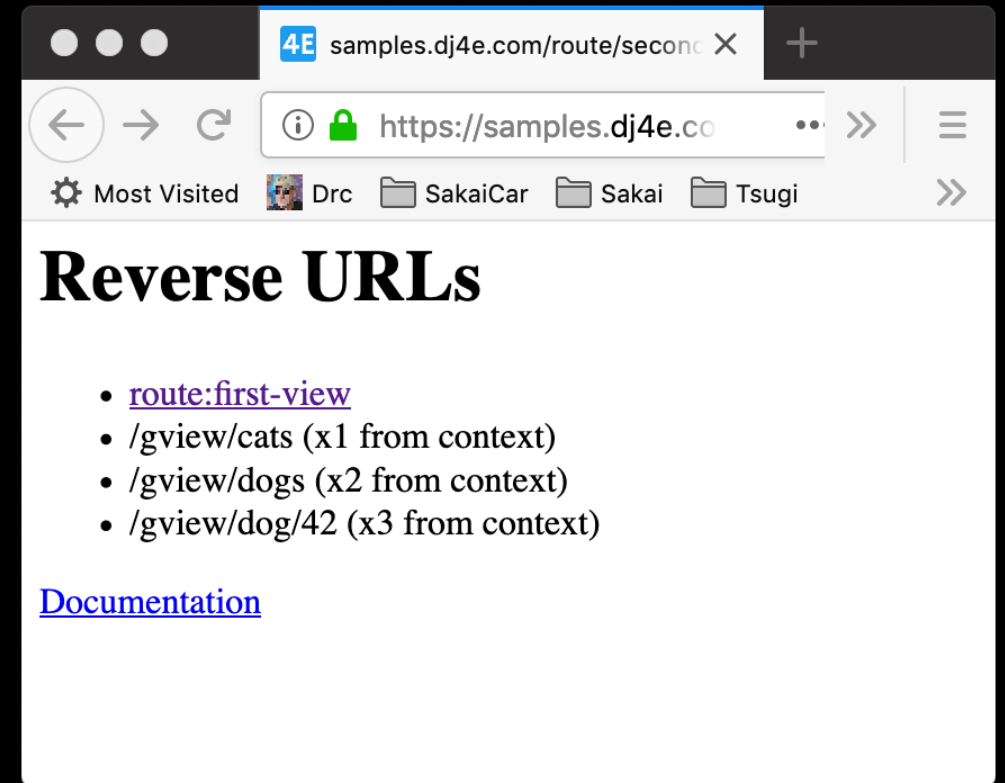 4E samples.dj4e.com/route/second
https://samples.dj4e.co
Most Visited Drc SakaiCar Sakai Tsugi
Reverse URLs
route:first-view
/gview/cats (x1 from context)
/gview/dogs (x2 from context)
/gview/dog/42 (x3 from context)
Documentation